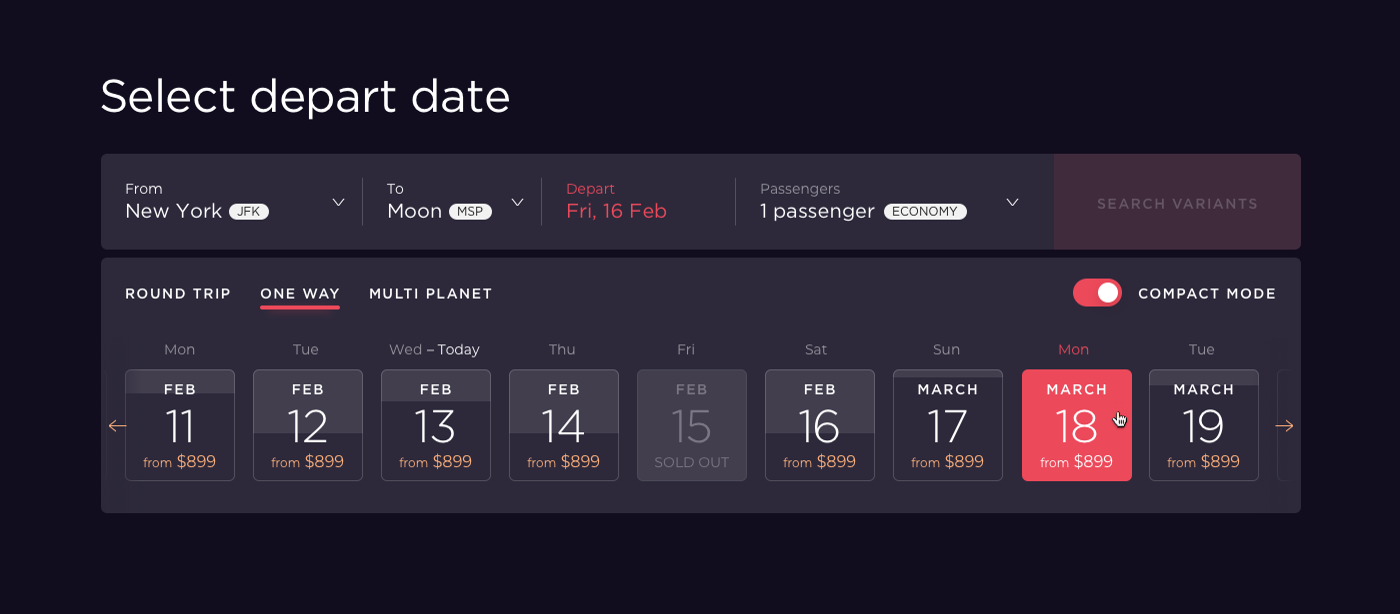 Select depart date
From
New York JFK
To
Moon MSP
Depart
Fri, 16 Feb
Passengers
1 passenger ECONOMY
SEARCH VARIANTS
ROUND TRIP
ONE WAY
MULTI PLANET
COMPACT MODE
Mon
FEB
11
from $899
Tue
FEB
12
from $899
Wed – Today
FEB
13
from $899
Thu
FEB
14
from $899
Fri
FEB
15
SOLD OUT
Sat
FEB
16
from $899
Sun
MARCH
17
from $899
Mon
MARCH
18
from $899
Tue
MARCH
19
from $899